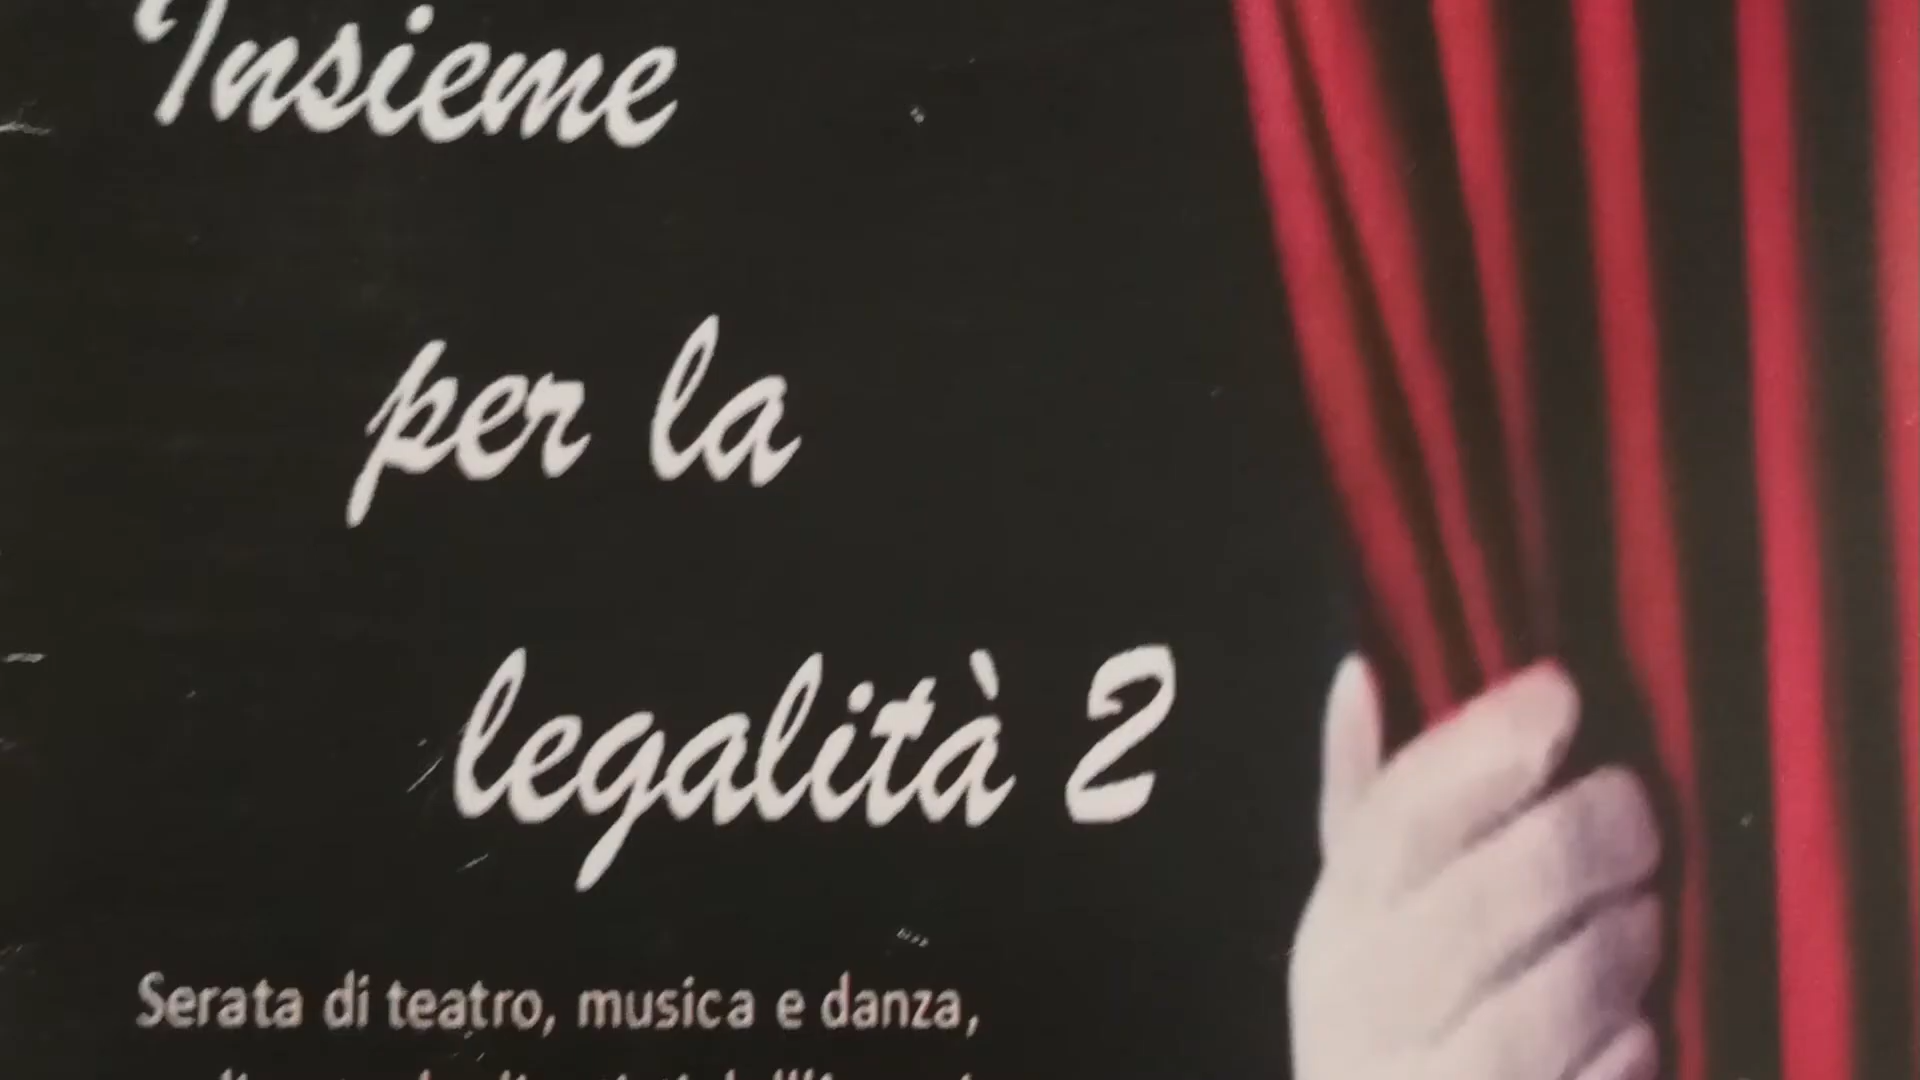 Insieme
per la
legalità 2
Serata di teatro, musica e danza,